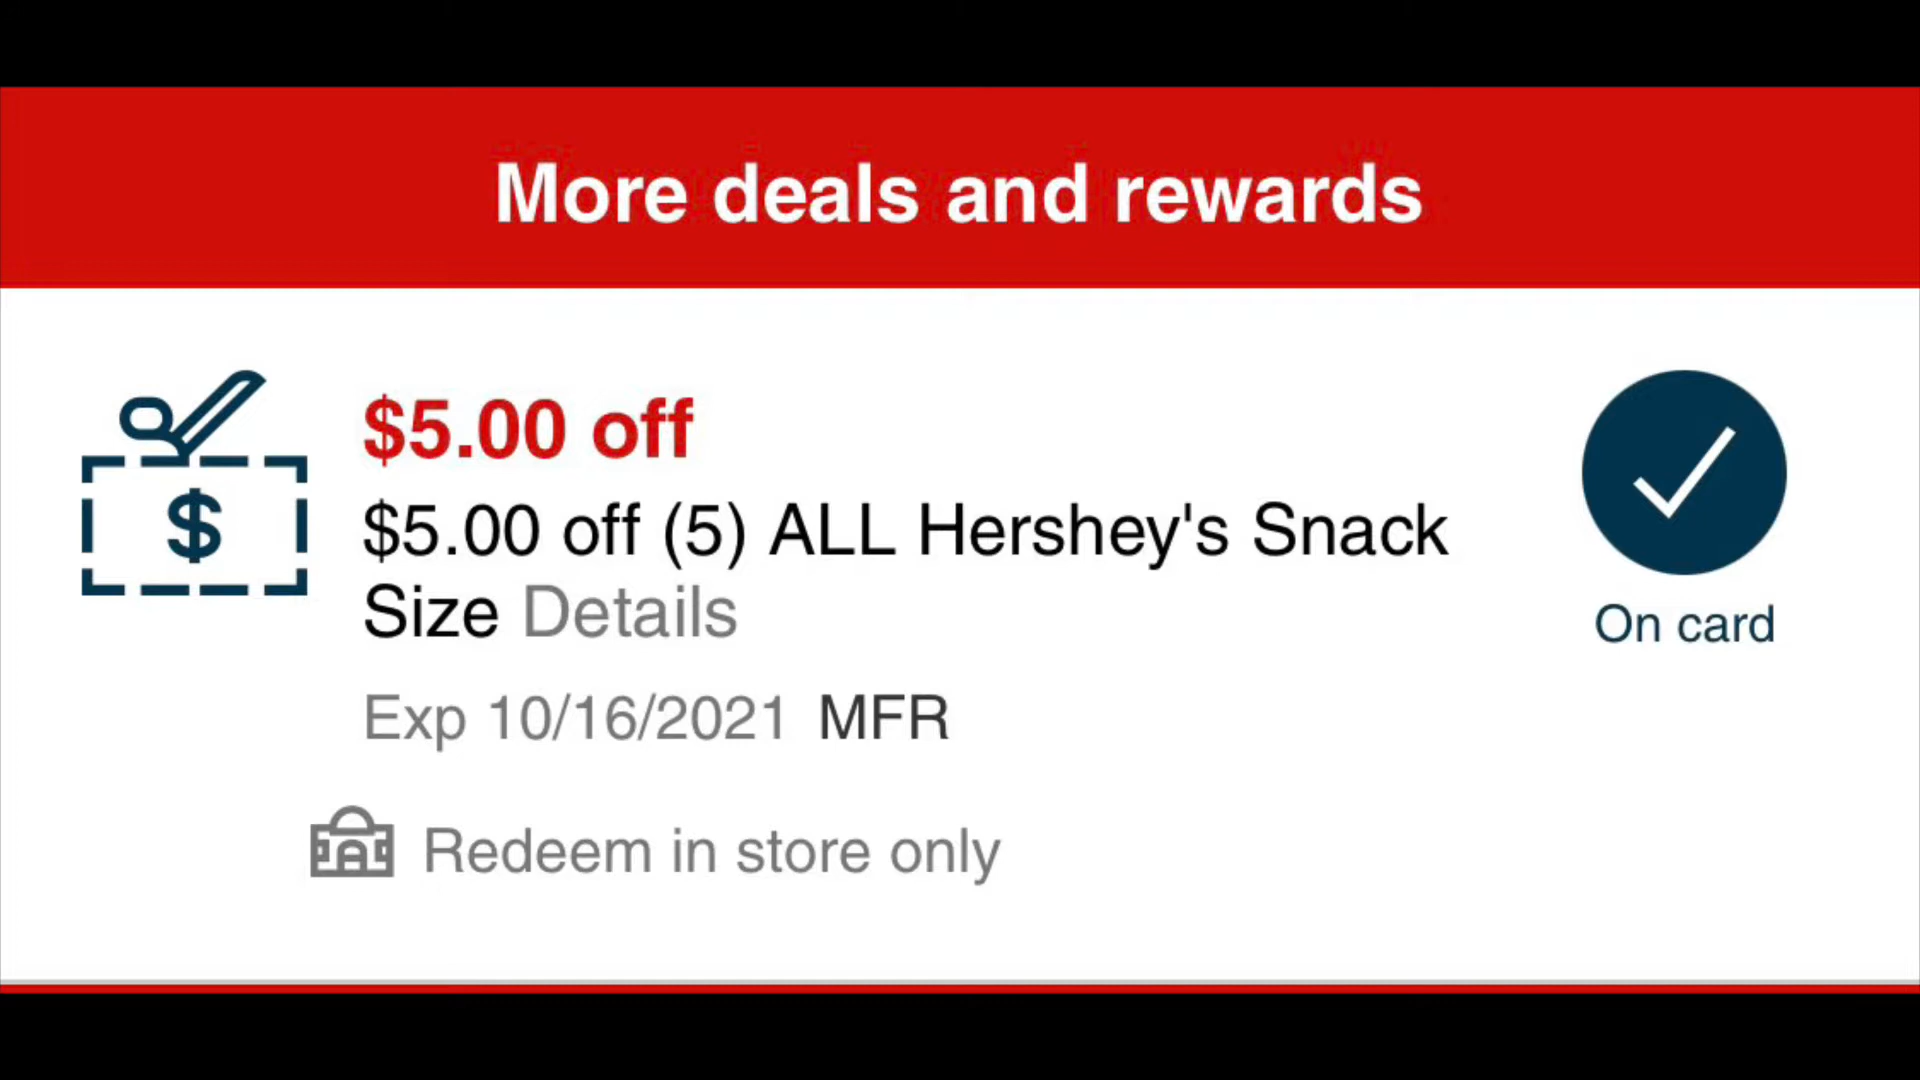 More deals and rewards
$5.00 off
$5.00 off (5) ALL Hershey's Snack
Size Details
On card
Exp 10/16/2021 MFR
Redeem in store only